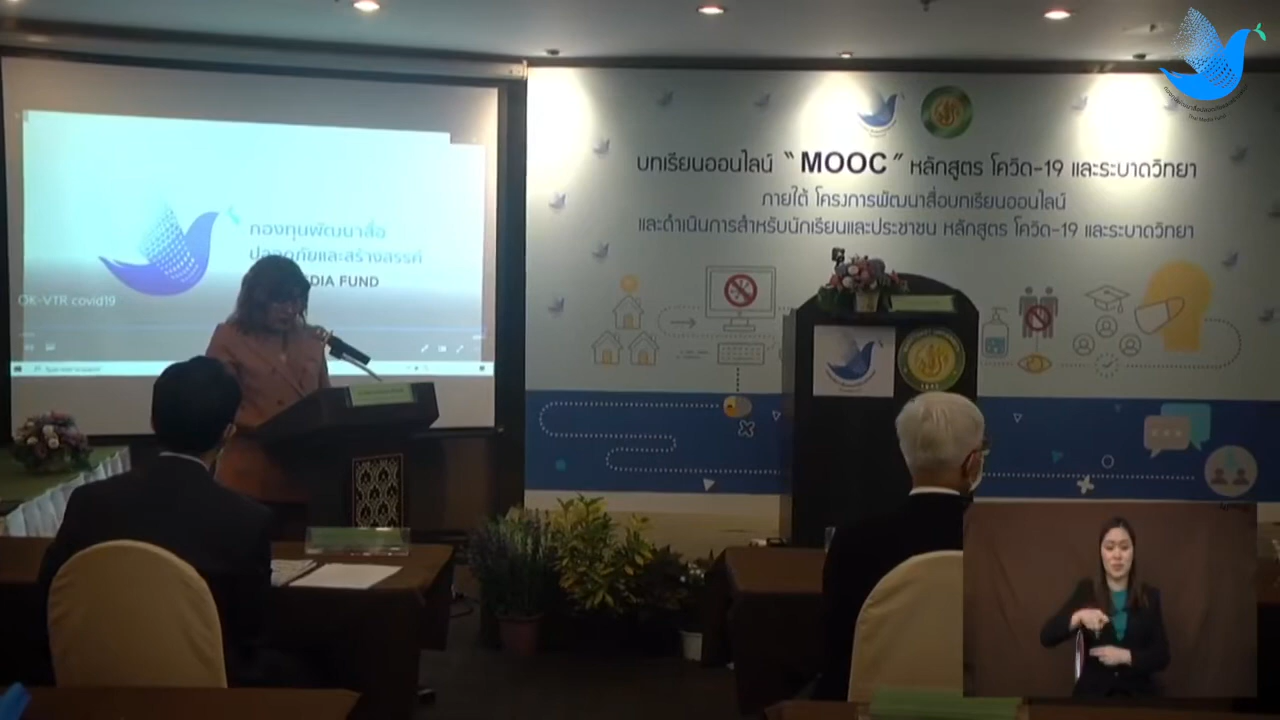 บทเรียนออนไลน์ "MOOC" หลักสูตร โควิด-19 และระบาดวิทยา
ภายใต้ โครงการพัฒนาสื่อบทเรียนออนไลน์
และดำเนินการสำหรับนักเรียนและประชาชน หลักสูตร โควิด-19 และระบาดวิทยา
กองทุนพัฒนาสื่อ
ปลอดภัยและสร้างสรรค์
DIA FUND
OK-VTR covid19